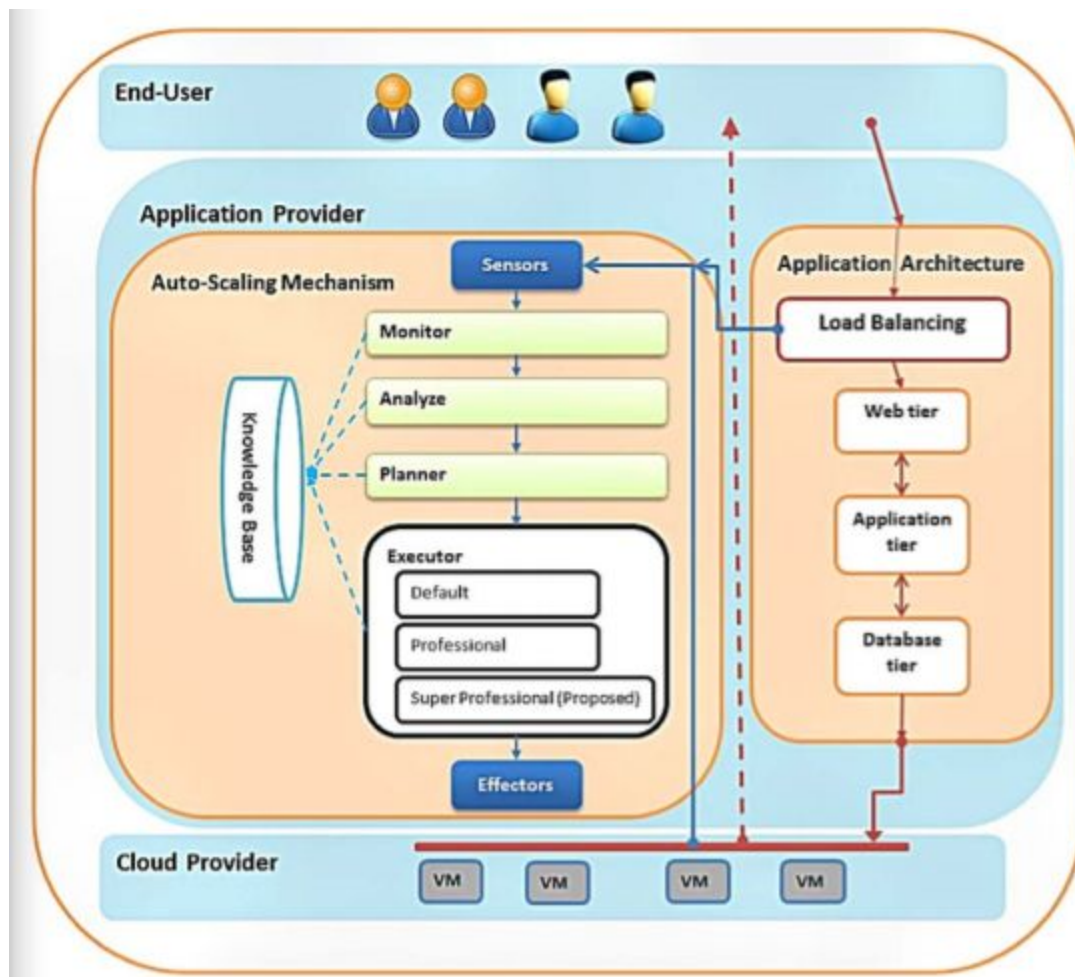 End-User
Application Provider
Auto-Scaling Mechanism
Sensors
Monitor
Analyze
Planner
Knowledge Base
Executor
Default
Professional
Super Professional (Proposed)
Effectors
Application Architecture
Load Balancing
Web tier
Application
tier
Database
tier
Cloud Provider
VM
VM
VM
VM